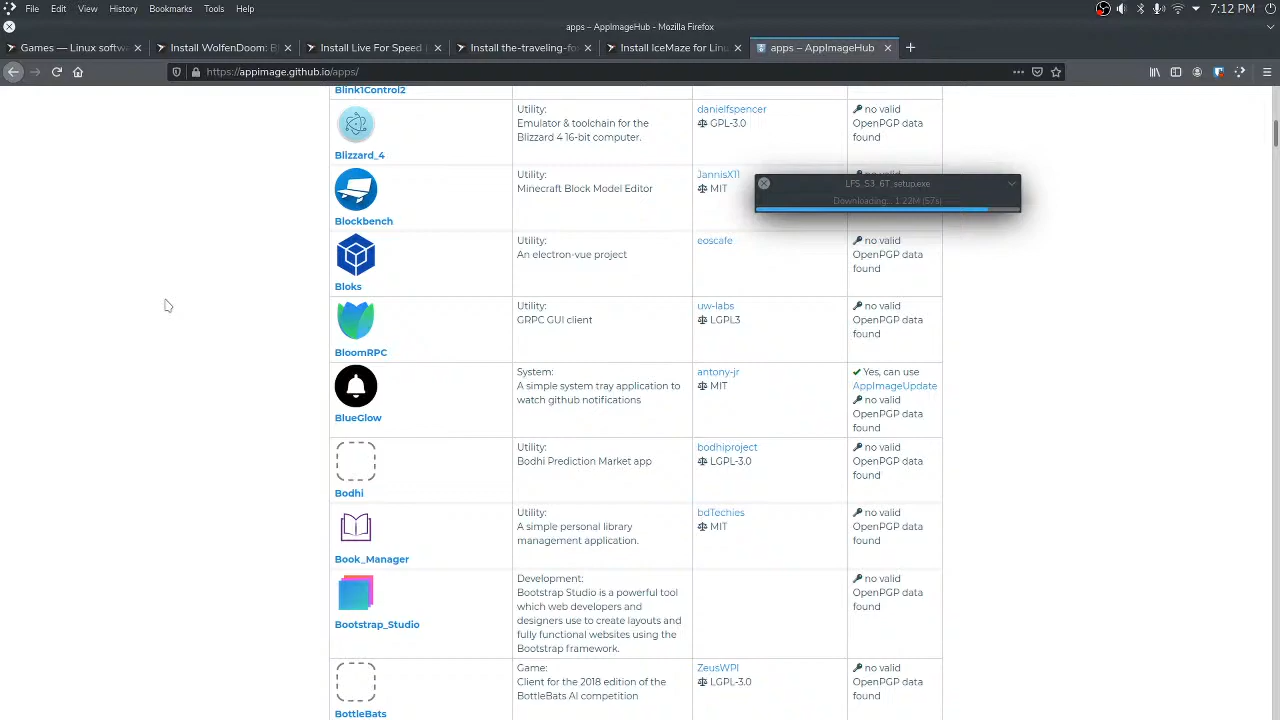 File Edit View History Bookmarks Tools Help
7:12 PM
apps – AppImageHub - Mozilla Firefox
Games — Linux softw
Install WolfenDoom: Bl
Install Live For Speed
Install the-traveling-fo
Install IceMaze for Linu
apps – AppImageHub
https://appimage.github.io/apps/
Blink1Control2
Utility:
Emulator & toolchain for the
Blizzard 4 16-bit computer.
danielfspencer
GPL-3.0
no valid
OpenPGP data
found
Blizzard_4
Utility:
Minecraft Block Model Editor
JannisX11
MIT
no valid
LFS_S3_6T_setup.exe
Downloading... 1.22M (57s)
Blockbench
Utility:
An electron-vue project
eoscafe
no valid
OpenPGP data
found
Bloks
Utility:
GRPC GUI client
uw-labs
LGPL3
no valid
OpenPGP data
found
BloomRPC
System:
A simple system tray application to
watch github notifications
antony-jr
MIT
Yes, can use
AppImageUpdate
no valid
OpenPGP data
found
BlueGlow
Utility:
Bodhi Prediction Market app
bodhiproject
LGPL-3.0
no valid
OpenPGP data
found
Bodhi
Utility:
A simple personal library
management application.
bdTechies
MIT
no valid
OpenPGP data
found
Book_Manager
Development:
Bootstrap Studio is a powerful tool
which web developers and
designers use to create layouts and
fully functional websites using the
Bootstrap framework.
no valid
OpenPGP data
found
Bootstrap_Studio
Game:
Client for the 2018 edition of the
BottleBats AI competition
ZeusWPI
LGPL-3.0
no valid
OpenPGP data
found
BottleBats